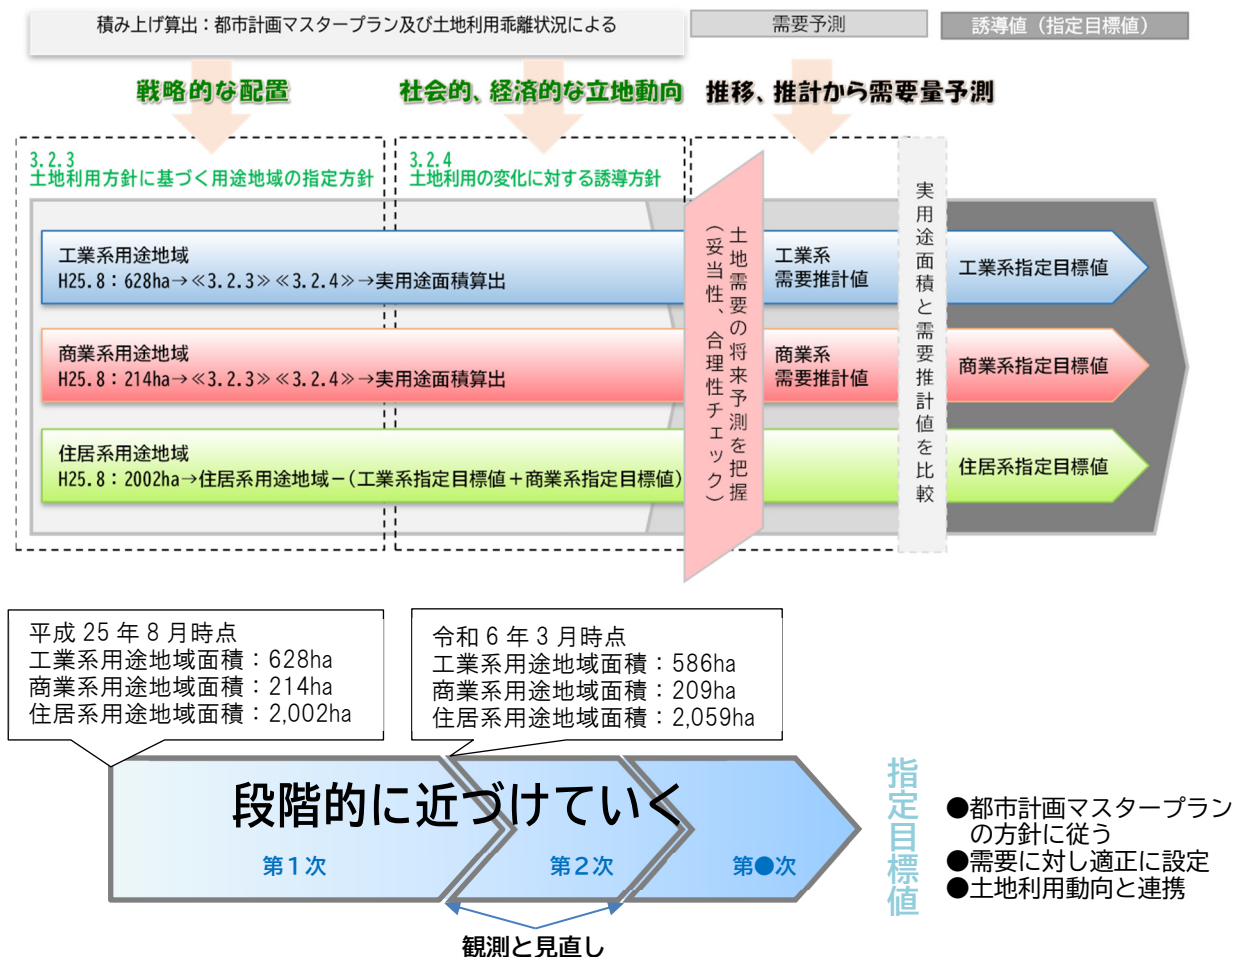 積み上げ算出：都市計画マスタープラン及び土地利用乖離状況による
需要予測
誘導値（指定目標値）
戦略的な配置
社会的、経済的な立地動向
推移、推計から需要量予測
3.2.3
土地利用方針に基づく用途地域の指定方針
3.2.4
土地利用の変化に対する誘導方針
工業系用途地域
H25.8：628ha→≪3.2.3≫≪3.2.4≫→実用途面積算出
商業系用途地域
H25.8：214ha→≪3.2.3≫≪3.2.4≫→実用途面積算出
住居系用途地域
H25.8：2002ha→住居系用途地域－(工業系指定目標値＋商業系指定目標値)
土地需要の将来予測を把握
（妥当性、合理性チェック）
工業系
需要推計値
商業系
需要推計値
実用途面積と需要推計値を比較
工業系指定目標値
商業系指定目標値
住居系指定目標値
平成 25 年 8 月時点
工業系用途地域面積：628ha
商業系用途地域面積：214ha
住居系用途地域面積：2,002ha
令和 6 年 3 月時点
工業系用途地域面積：586ha
商業系用途地域面積：209ha
住居系用途地域面積：2,059ha
段階的に近づけていく
第１次
第２次
第●次
観測と見直し
指定目標値
●都市計画マスタープラン
の方針に従う
●需要に対し適正に設定
●土地利用動向と連携